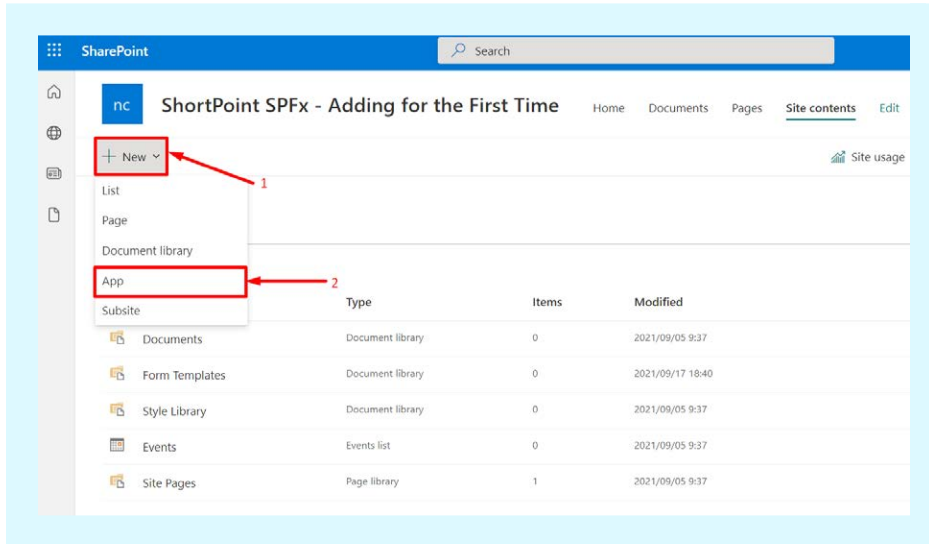 SharePoint
Search
nc
ShortPoint SPFx - Adding for the First Time
Home Documents Pages Site contents Edit
+ New
Site usage
1
List
Page
Document library
App
2
Subsite
Type Items Modified
Documents Document library 0 2021/09/05 9:37
Form Templates Document library 0 2021/09/17 18:40
Style Library Document library 0 2021/09/05 9:37
Events Events list 0 2021/09/05 9:37
Site Pages Page library 1 2021/09/05 9:37